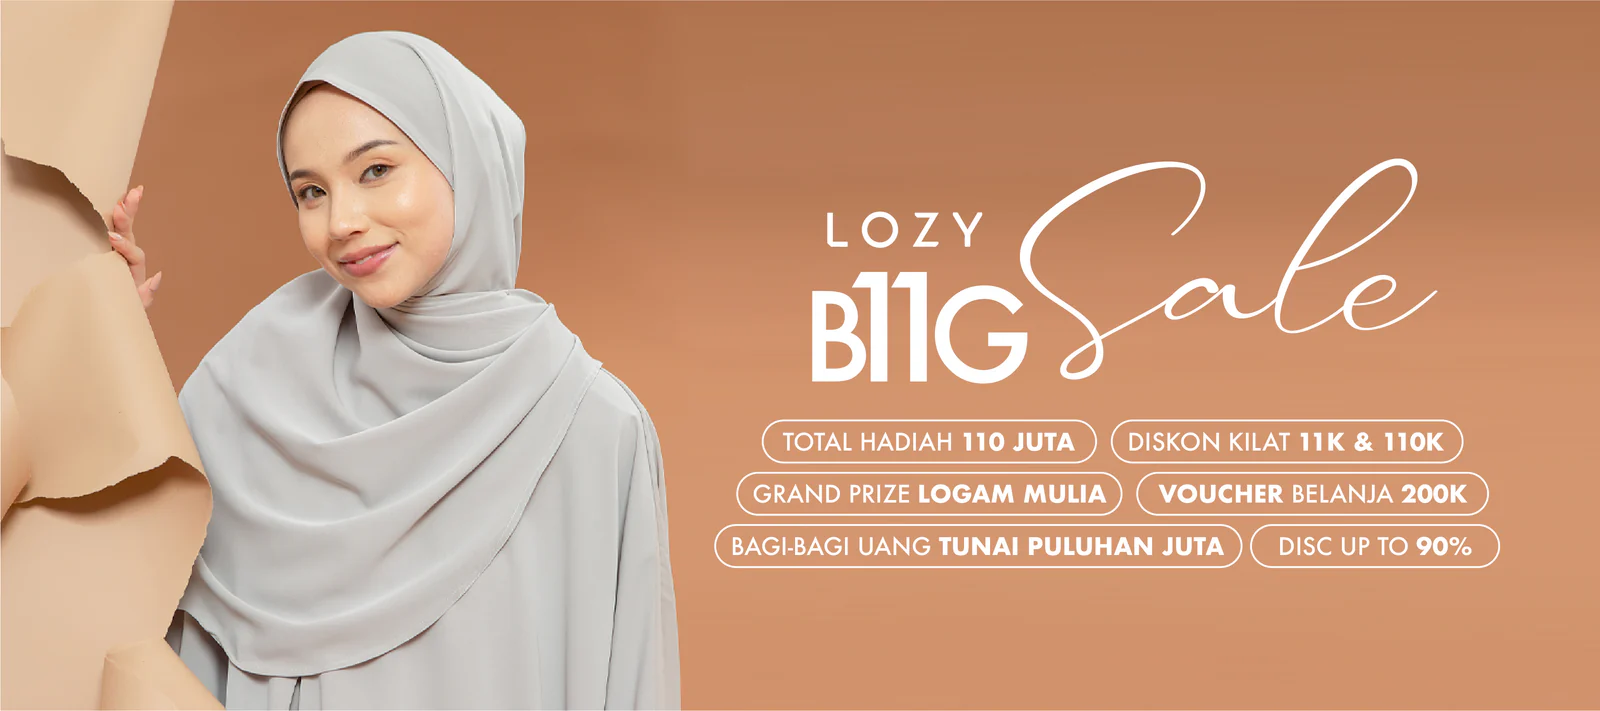 LOZY
B11G Sale
TOTAL HADIAH 110 JUTA
DISKON KILAT 11K & 110K
GRAND PRIZE LOGAM MULIA
VOUCHER BELANJA 200K
BAGI-BAGI UANG TUNAI PULUHAN JUTA
DISC UP TO 90%